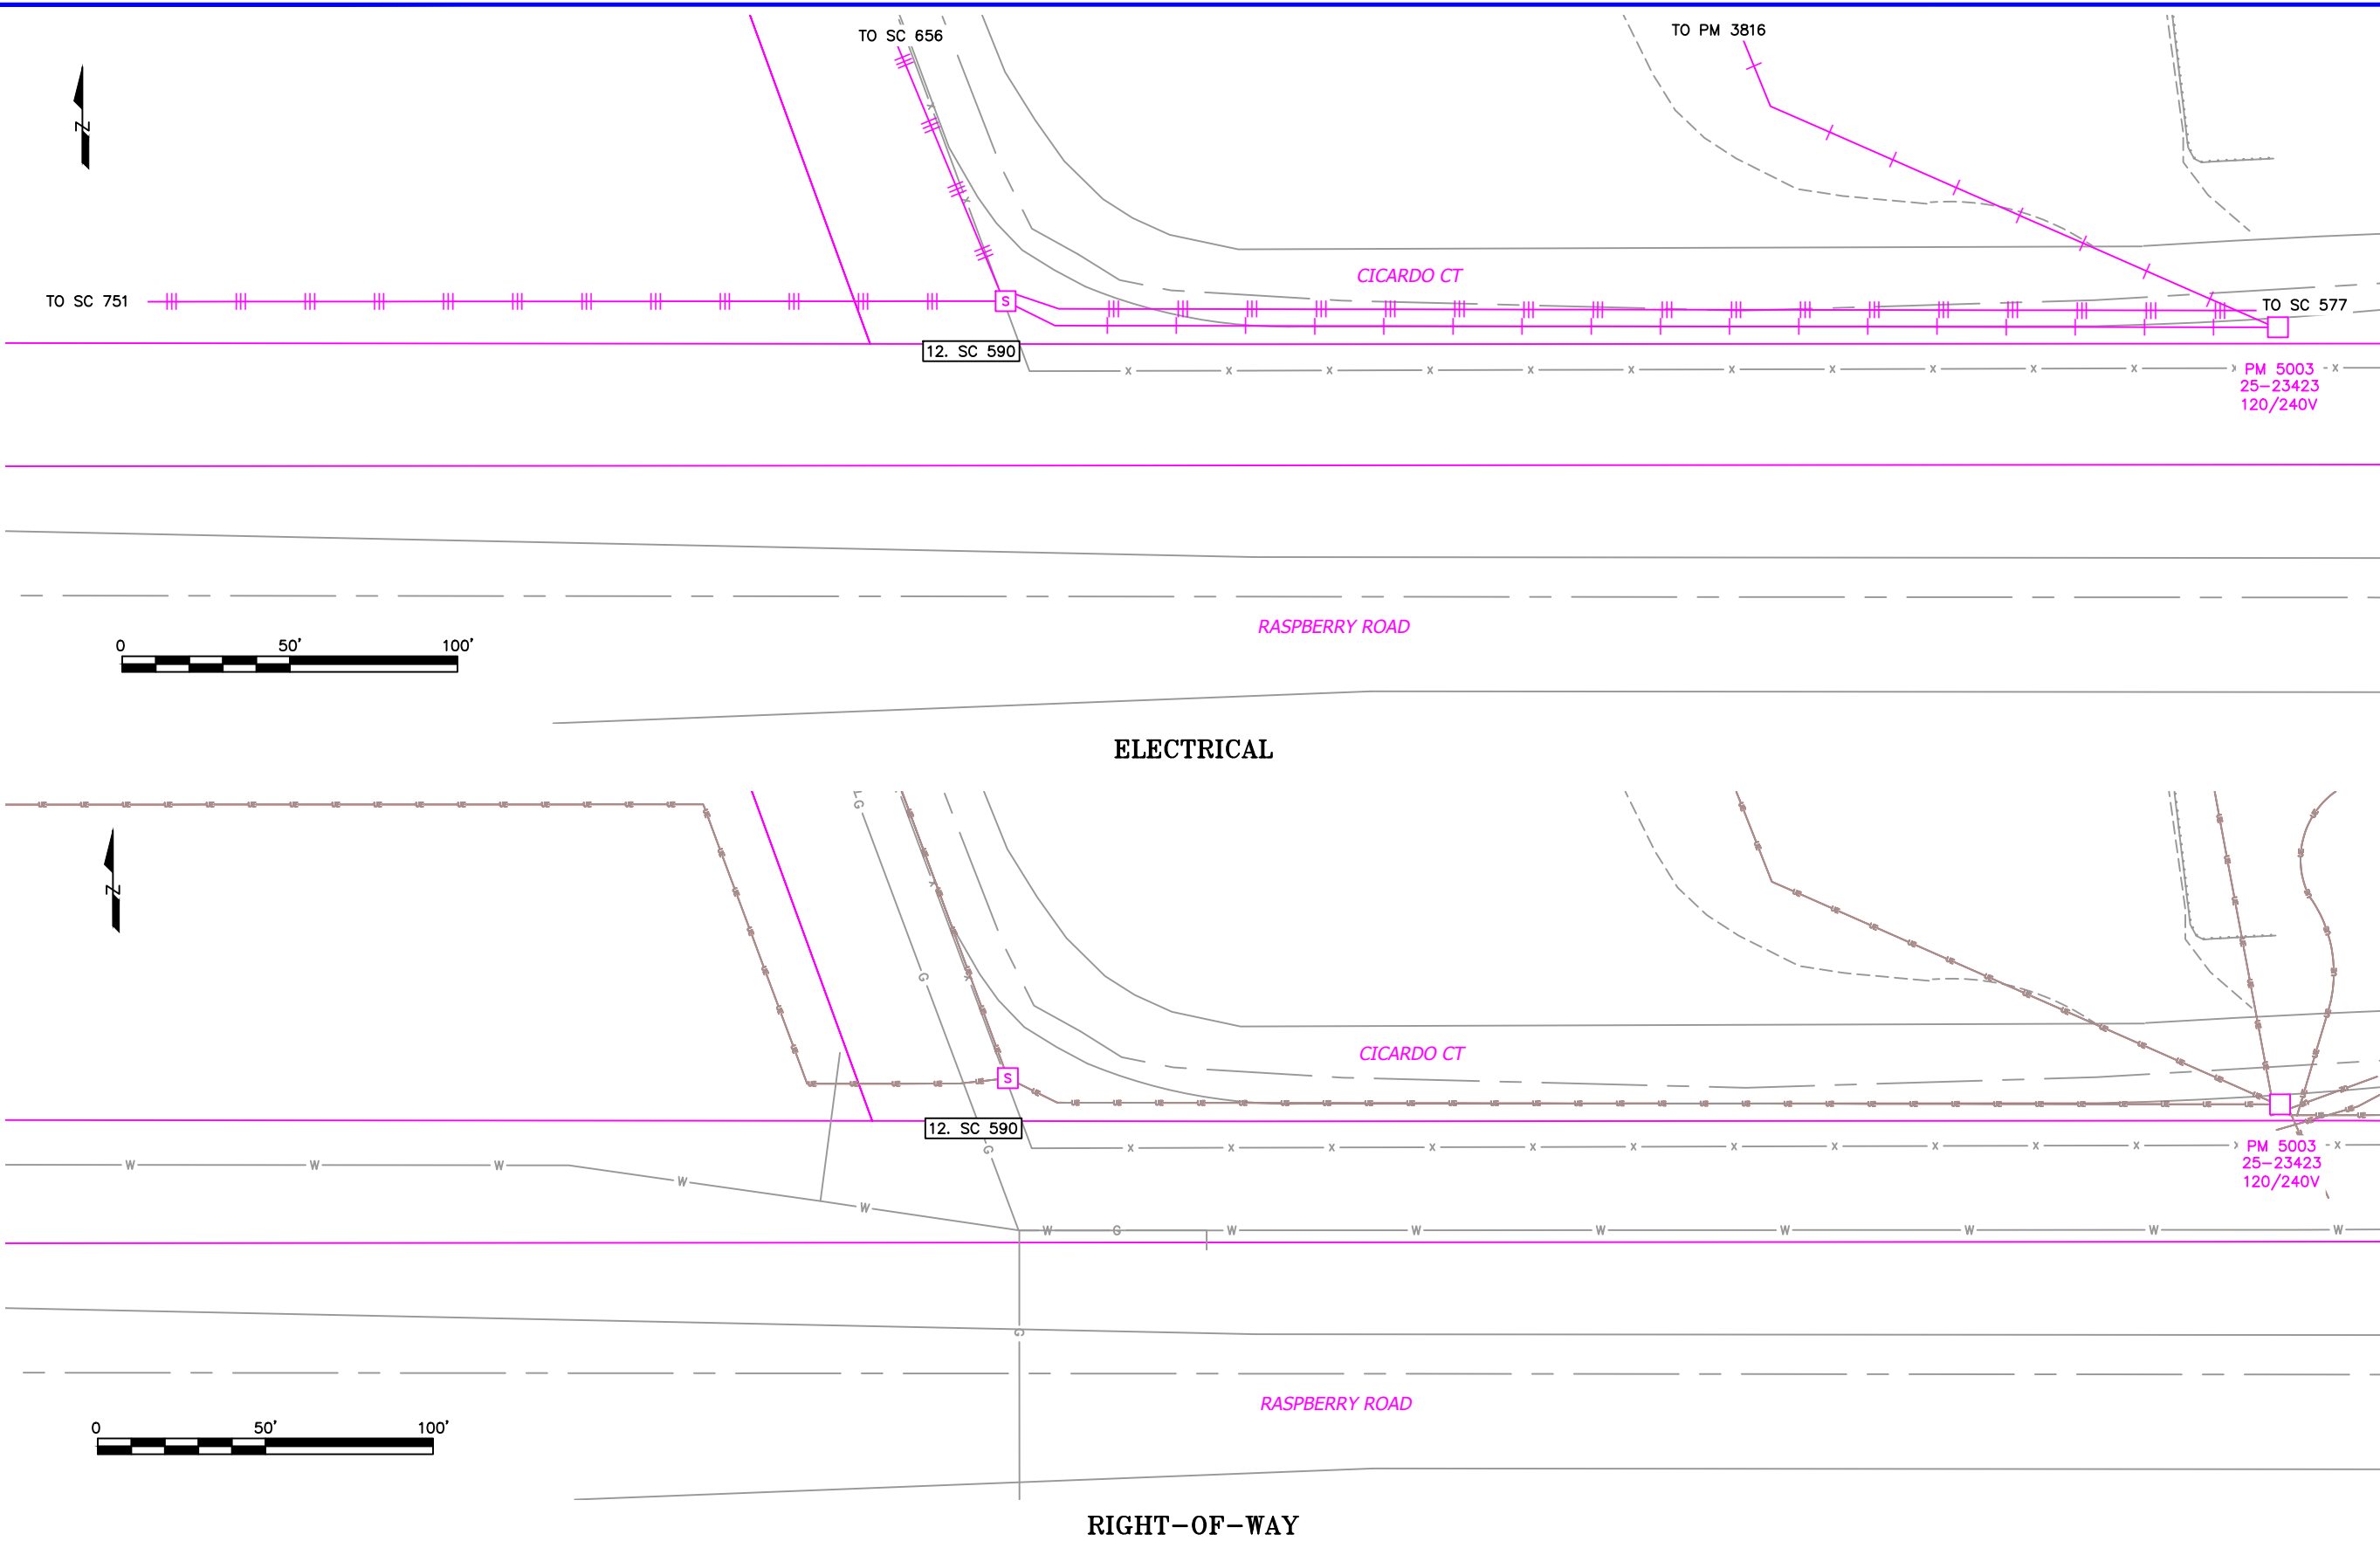 TO SC 656
TO PM 3816
N
CICARDO CT
TO SC 751
S
TO SC 577
12. SC 590
PM 5003
25-23423
120/240V
RASPBERRY ROAD
0 50' 100'
ELECTRICAL
N
G
G
CICARDO CT
S
12. SC 590
G
PM 5003
25-23423
120/240V
W W W W W
W G W W W W W W W
G
RASPBERRY ROAD
0 50' 100'
RIGHT-OF-WAY